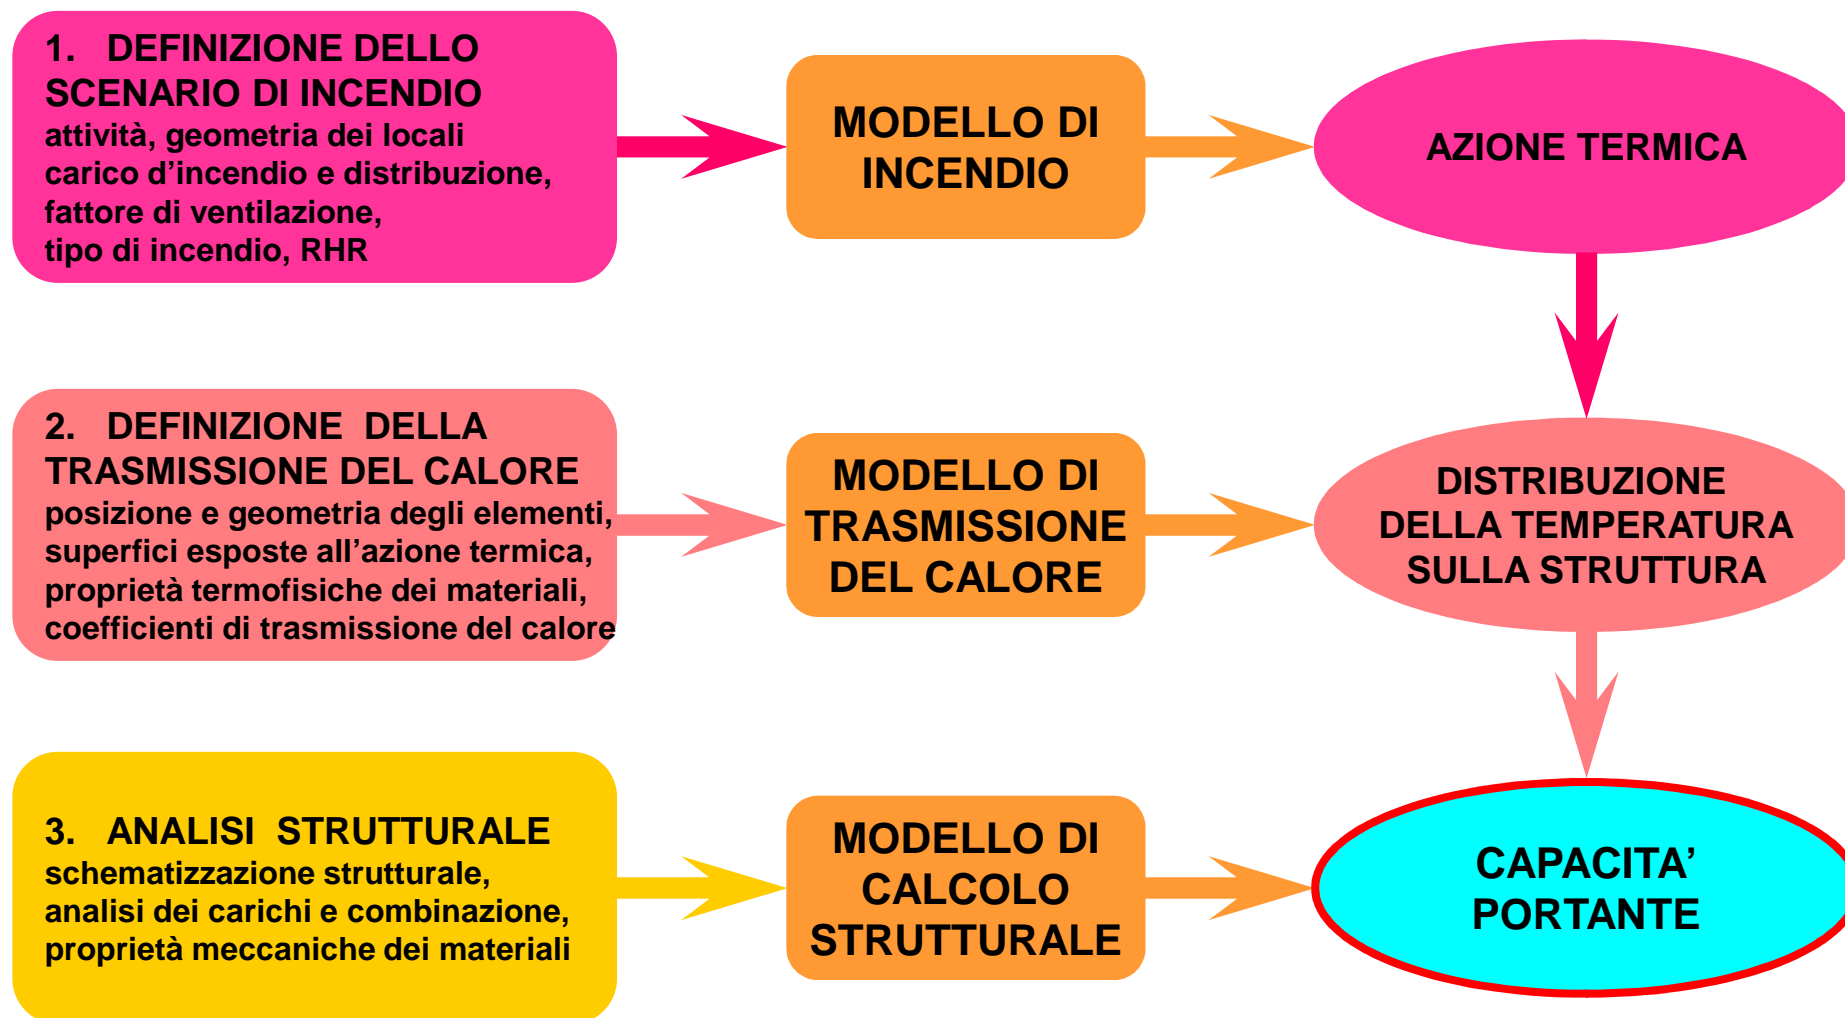 1. DEFINIZIONE DELLO
SCENARIO DI INCENDIO
attività, geometria dei locali
carico d’incendio e distribuzione,
fattore di ventilazione,
tipo di incendio, RHR
MODELLO DI
INCENDIO
AZIONE TERMICA
2. DEFINIZIONE DELLA
TRASMISSIONE DEL CALORE
posizione e geometria degli elementi,
superfici esposte all’azione termica,
proprietà termofisiche dei materiali,
coefficienti di trasmissione del calore
MODELLO DI
TRASMISSIONE
DEL CALORE
DISTRIBUZIONE
DELLA TEMPERATURA
SULLA STRUTTURA
3. ANALISI STRUTTURALE
schematizzazione strutturale,
analisi dei carichi e combinazione,
proprietà meccaniche dei materiali
MODELLO DI
CALCOLO
STRUTTURALE
CAPACITA’
PORTANTE